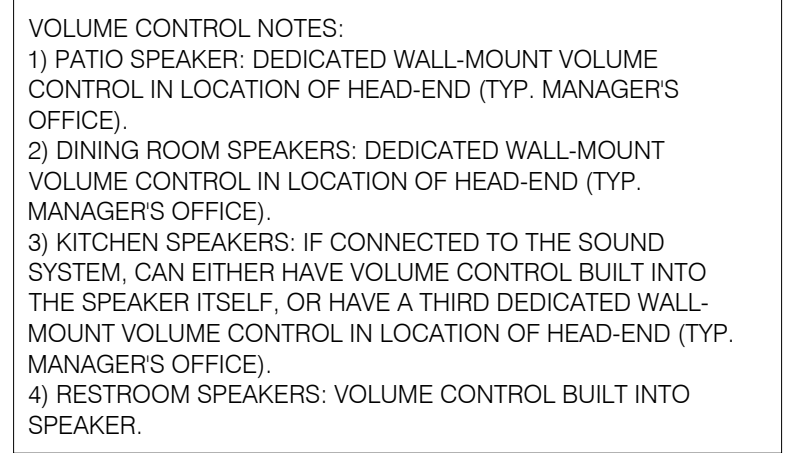 VOLUME CONTROL NOTES:
1) PATIO SPEAKER: DEDICATED WALL-MOUNT VOLUME
CONTROL IN LOCATION OF HEAD-END (TYP. MANAGER'S
OFFICE).
2) DINING ROOM SPEAKERS: DEDICATED WALL-MOUNT
VOLUME CONTROL IN LOCATION OF HEAD-END (TYP.
MANAGER'S OFFICE).
3) KITCHEN SPEAKERS: IF CONNECTED TO THE SOUND
SYSTEM, CAN EITHER HAVE VOLUME CONTROL BUILT INTO
THE SPEAKER ITSELF, OR HAVE A THIRD DEDICATED WALL-
MOUNT VOLUME CONTROL IN LOCATION OF HEAD-END (TYP.
MANAGER'S OFFICE).
4) RESTROOM SPEAKERS: VOLUME CONTROL BUILT INTO
SPEAKER.